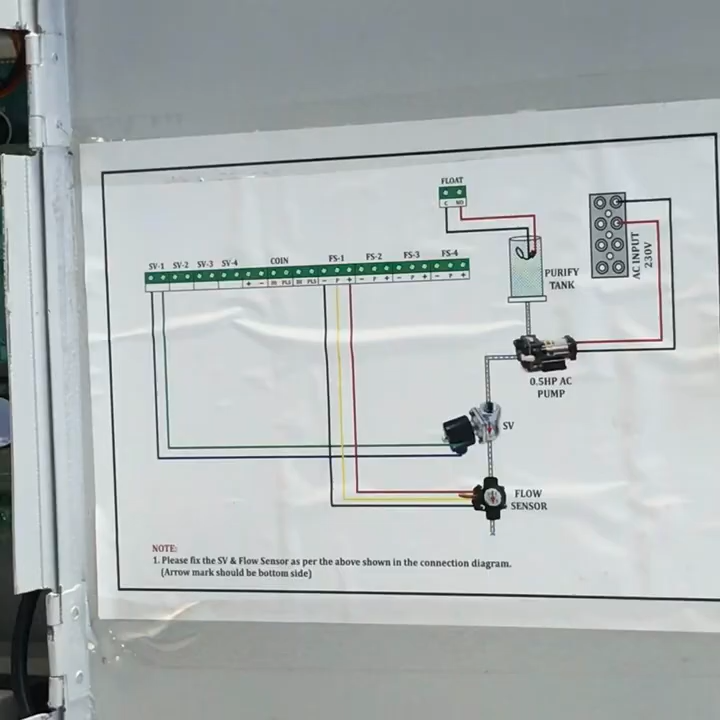 FLOAT
C NO
SV-1 SV-2 SV-3 SV-4 COIN FS-1 FS-2 FS-3 FS-4
- P + - P + - P + - P +
AC INPUT
230V
PURIFY
TANK
0.5HP AC
PUMP
SV
FLOW
SENSOR
NOTE:
1. Please fix the SV & Flow Sensor as per the above shown in the connection diagram.
(Arrow mark should be bottom side)